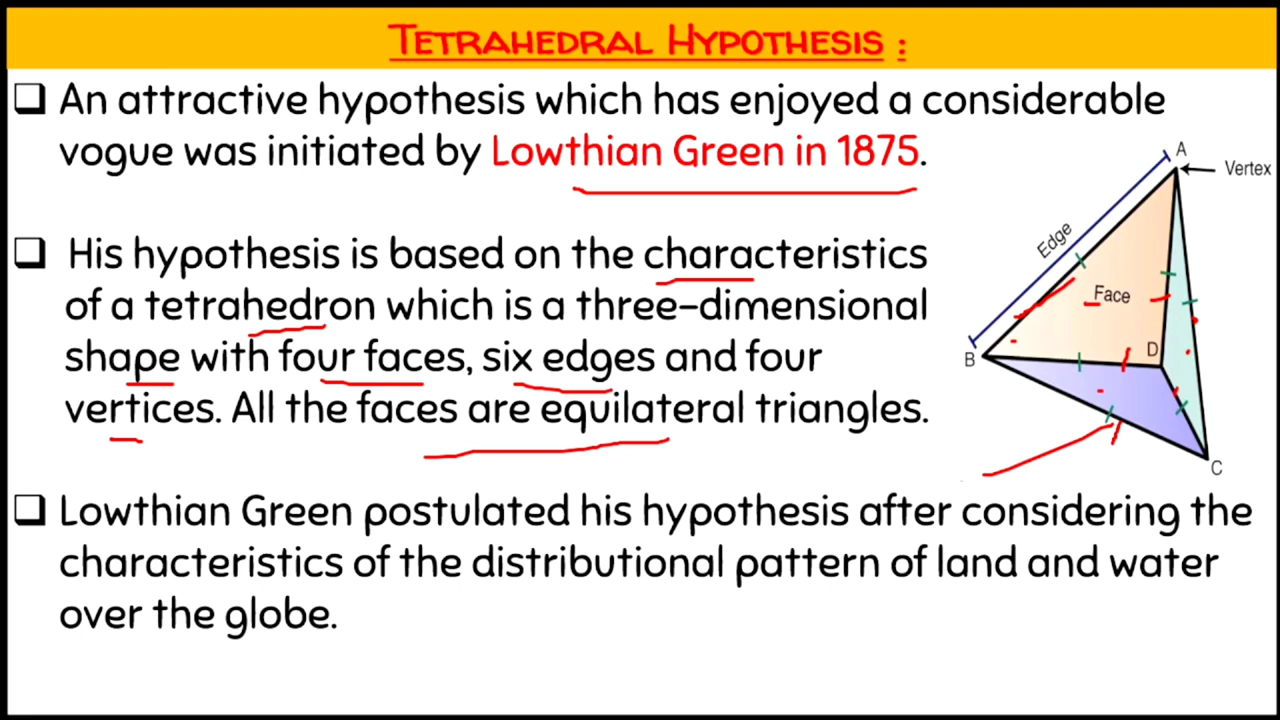 TETRAHEDRAL HYPOTHESIS :
❑ An attractive hypothesis which has enjoyed a considerable
vogue was initiated by Lowthian Green in 1875.
❑ His hypothesis is based on the characteristics
of a tetrahedron which is a three-dimensional
shape with four faces, six edges and four
vertices. All the faces are equilateral triangles.
❑ Lowthian Green postulated his hypothesis after considering the
characteristics of the distributional pattern of land and water
over the globe.
A
Vertex
Edge
Face
B
D
C